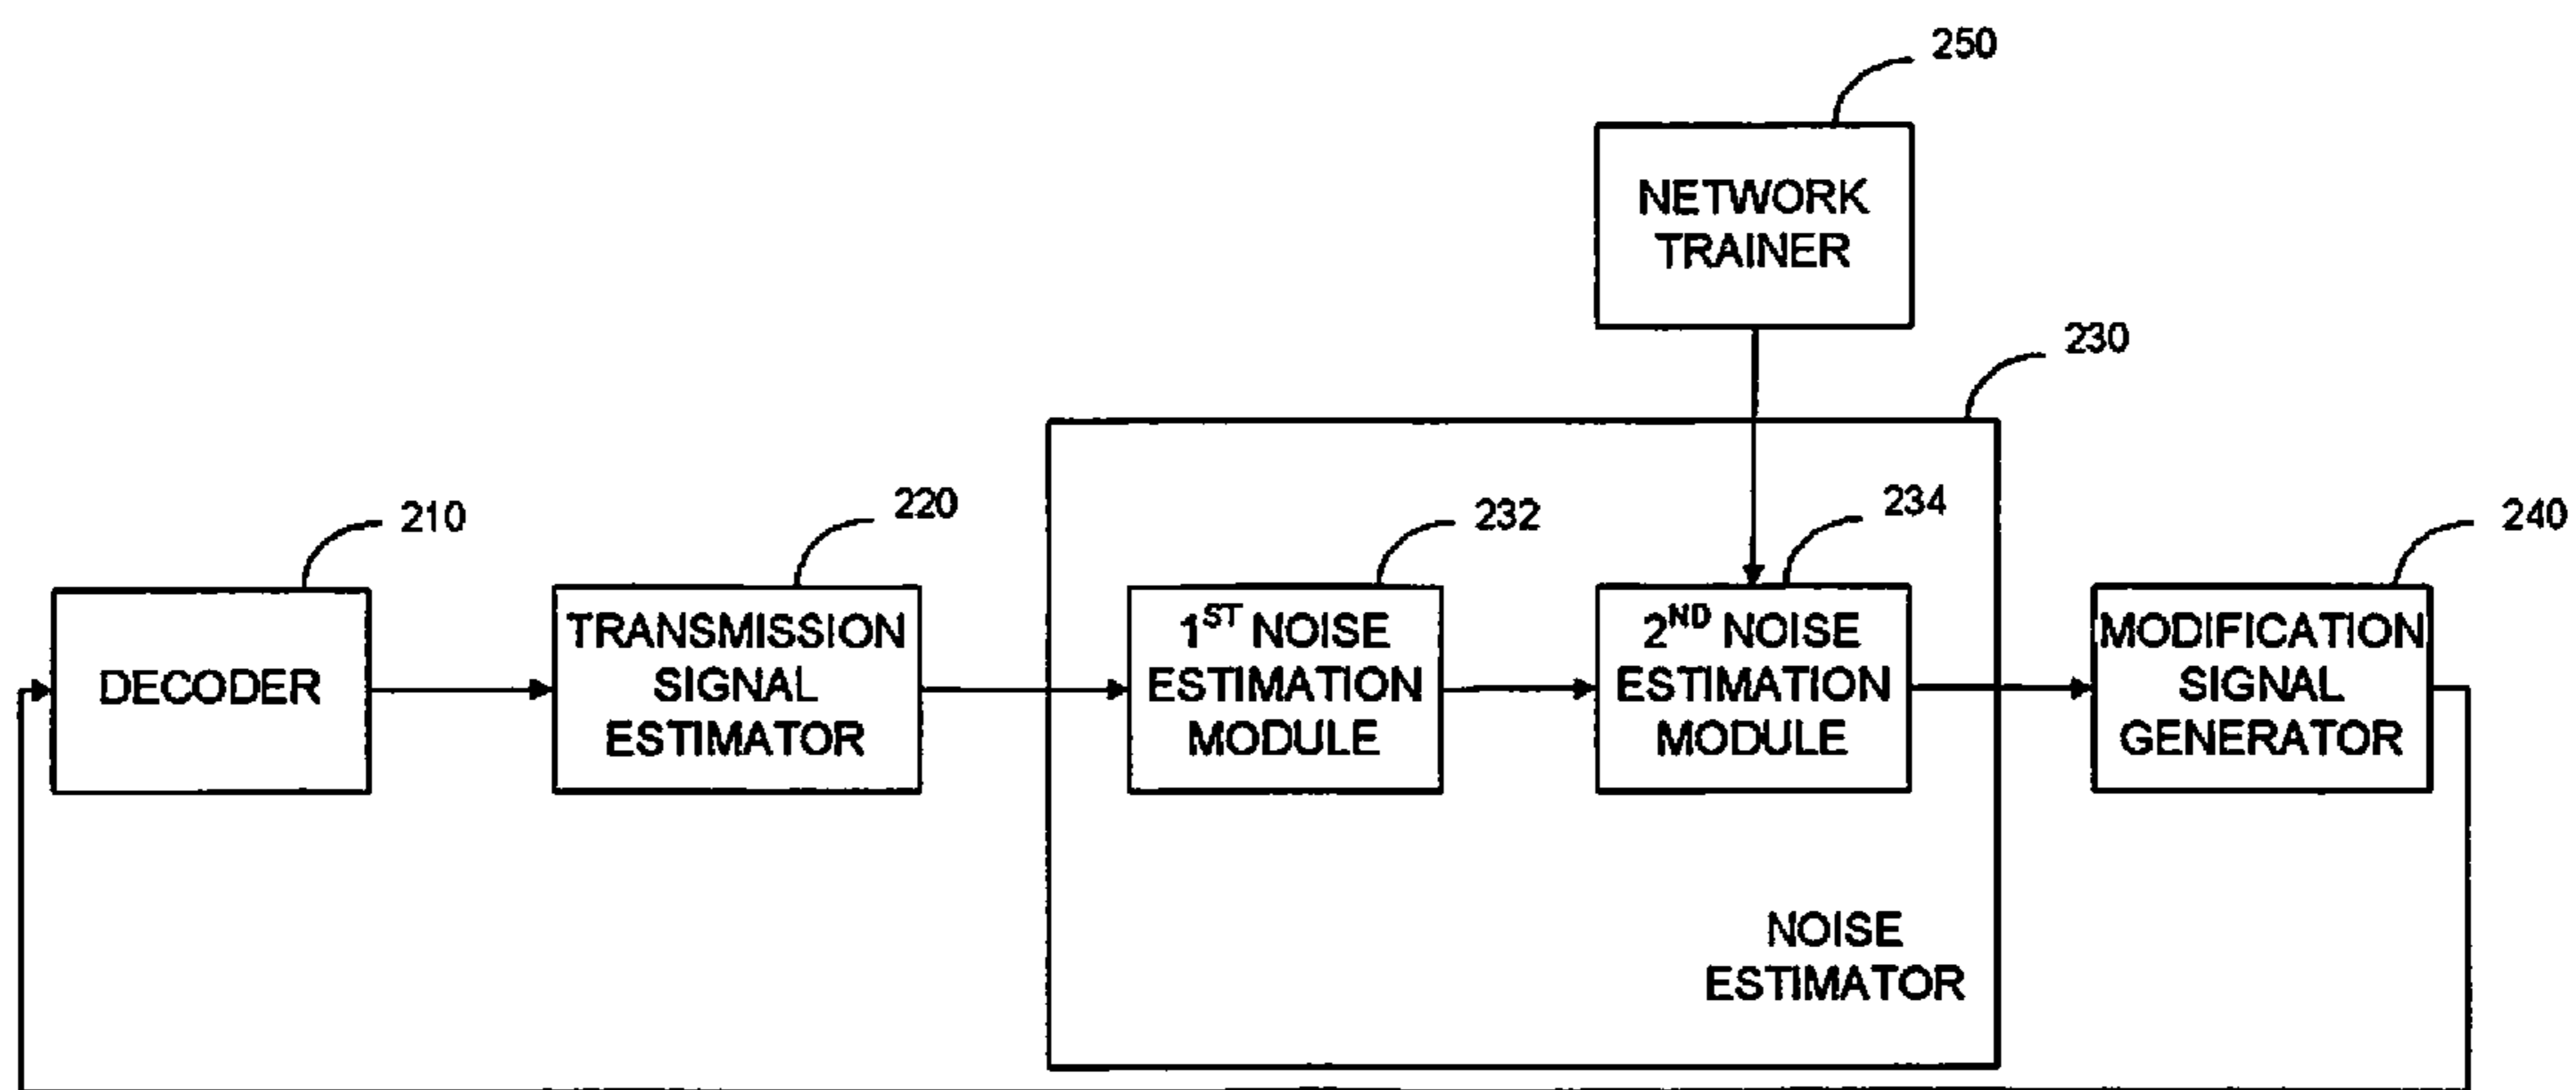 250
NETWORK
TRAINER
230
210
220
232
234
240
DECODER
TRANSMISSION
SIGNAL
ESTIMATOR
1ST NOISE
ESTIMATION
MODULE
2ND NOISE
ESTIMATION
MODULE
MODIFICATION
SIGNAL
GENERATOR
NOISE
ESTIMATOR